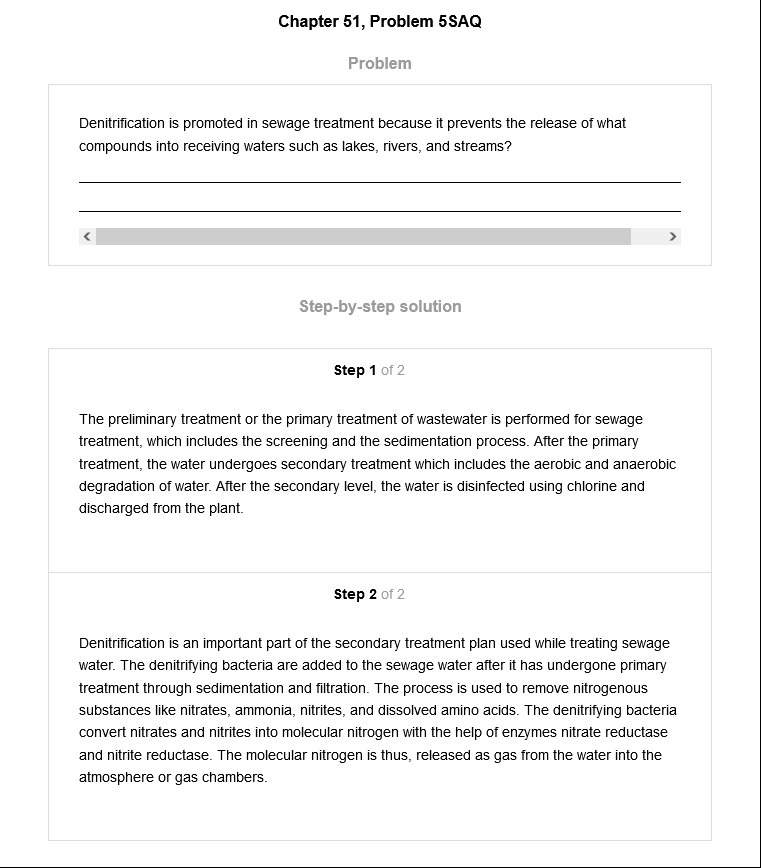 Chapter 51, Problem 5SAQ
Problem
Denitrification is promoted in sewage treatment because it prevents the release of what
compounds into receiving waters such as lakes, rivers, and streams?
Step-by-step solution
Step 1 of 2
The preliminary treatment or the primary treatment of wastewater is performed for sewage
treatment, which includes the screening and the sedimentation process. After the primary
treatment, the water undergoes secondary treatment which includes the aerobic and anaerobic
degradation of water. After the secondary level, the water is disinfected using chlorine and
discharged from the plant.
Step 2 of 2
Denitrification is an important part of the secondary treatment plan used while treating sewage
water. The denitrifying bacteria are added to the sewage water after it has undergone primary
treatment through sedimentation and filtration. The process is used to remove nitrogenous
substances like nitrates, ammonia, nitrites, and dissolved amino acids. The denitrifying bacteria
convert nitrates and nitrites into molecular nitrogen with the help of enzymes nitrate reductase
and nitrite reductase. The molecular nitrogen is thus, released as gas from the water into the
atmosphere or gas chambers.